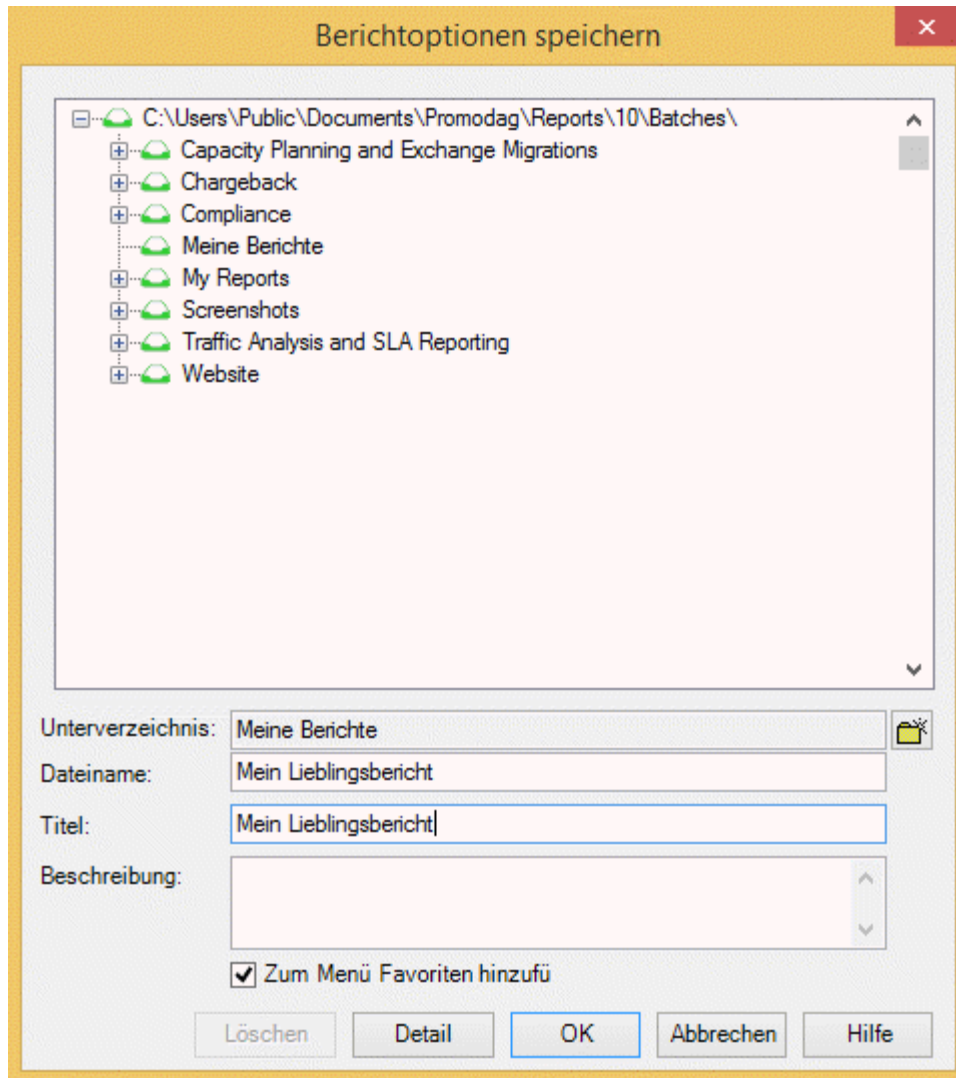 Berichtoptionen speichern
C:\Users\Public\Documents\Promodag\Reports\10\Batches\
Capacity Planning and Exchange Migrations
Chargeback
Compliance
Meine Berichte
My Reports
Screenshots
Traffic Analysis and SLA Reporting
Website
Unterverzeichnis: Meine Berichte
Dateiname: Mein Lieblingsbericht
Titel: Mein Lieblingsbericht
Beschreibung:
Zum Menü Favoriten hinzufü
Löschen Detail OK Abbrechen Hilfe